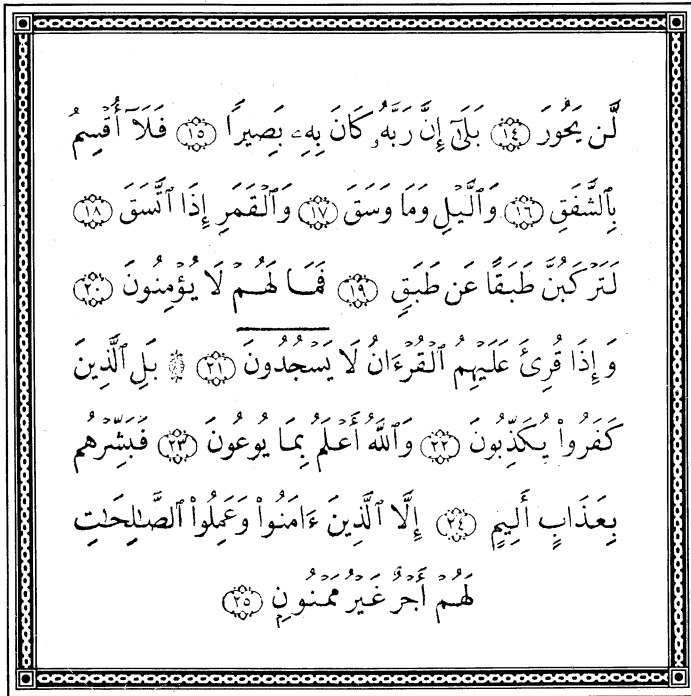 لَّن يَحُورَ ﴿١٤﴾ بَلَىٰٓ إِنَّ رَبَّهُۥ كَانَ بِهِۦ بَصِيرًا ﴿١٥﴾ فَلَآ أُقْسِمُ
بِٱلشَّفَقِ ﴿١٦﴾ وَٱلَّيْلِ وَمَا وَسَقَ ﴿١٧﴾ وَٱلْقَمَرِ إِذَا ٱتَّسَقَ ﴿١٨﴾
لَتَرْكَبُنَّ طَبَقًا عَن طَبَقٍ ﴿١٩﴾ فَمَا لَهُمْ لَا يُؤْمِنُونَ ﴿٢٠﴾
وَإِذَا قُرِئَ عَلَيْهِمُ ٱلْقُرْءَانُ لَا يَسْجُدُونَ ﴿٢١﴾ ۩ بَلِ ٱلَّذِينَ
كَفَرُوا۟ يُكَذِّبُونَ ﴿٢٢﴾ وَٱللَّهُ أَعْلَمُ بِمَا يُوعُونَ ﴿٢٣﴾ فَبَشِّرْهُم
بِعَذَابٍ أَلِيمٍ ﴿٢٤﴾ إِلَّا ٱلَّذِينَ ءَامَنُوا۟ وَعَمِلُوا۟ ٱلصَّـٰلِحَـٰتِ
لَهُمْ أَجْرٌ غَيْرُ مَمْنُونٍۭ ﴿٢٥﴾